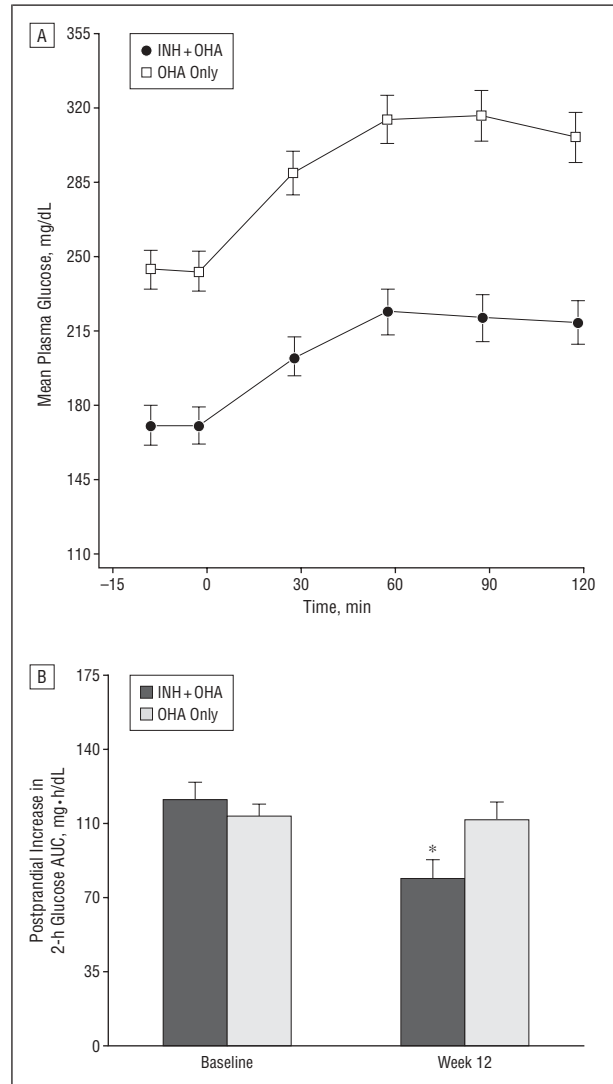 A
INH + OHA
OHA Only
355
320
285
250
215
180
145
110
Mean Plasma Glucose, mg/dL
–15
0
30
60
90
120
Time, min
B
INH + OHA
OHA Only
175
140
110
70
35
0
Postprandial Increase in
2-h Glucose AUC, mg•h/dL
*
Baseline
Week 12